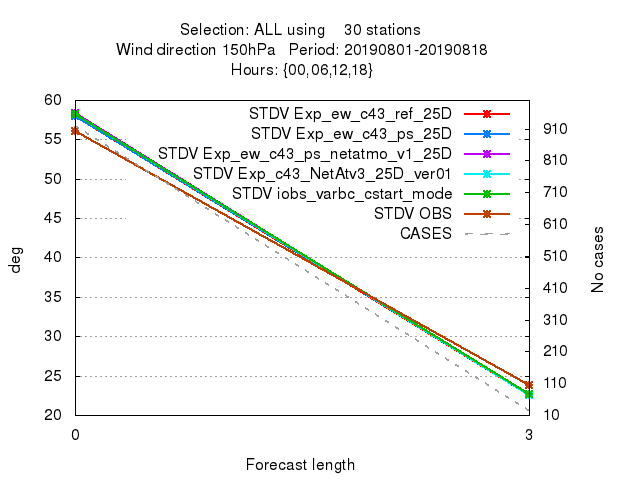 Selection: ALL using    30 stations
Wind direction 150hPa   Period: 20190801-20190818
Hours: {00,06,12,18}
STDV Exp_ew_c43_ref_25D
STDV Exp_ew_c43_ps_25D
STDV Exp_ew_c43_ps_netatmo_v1_25D
STDV Exp_c43_NetAtv3_25D_ver01
STDV iobs_varbc_cstart_mode
STDV OBS
CASES
60
55
50
45
40
35
30
25
20
deg
910
810
710
610
510
410
310
210
110
10
No cases
0
3
Forecast length